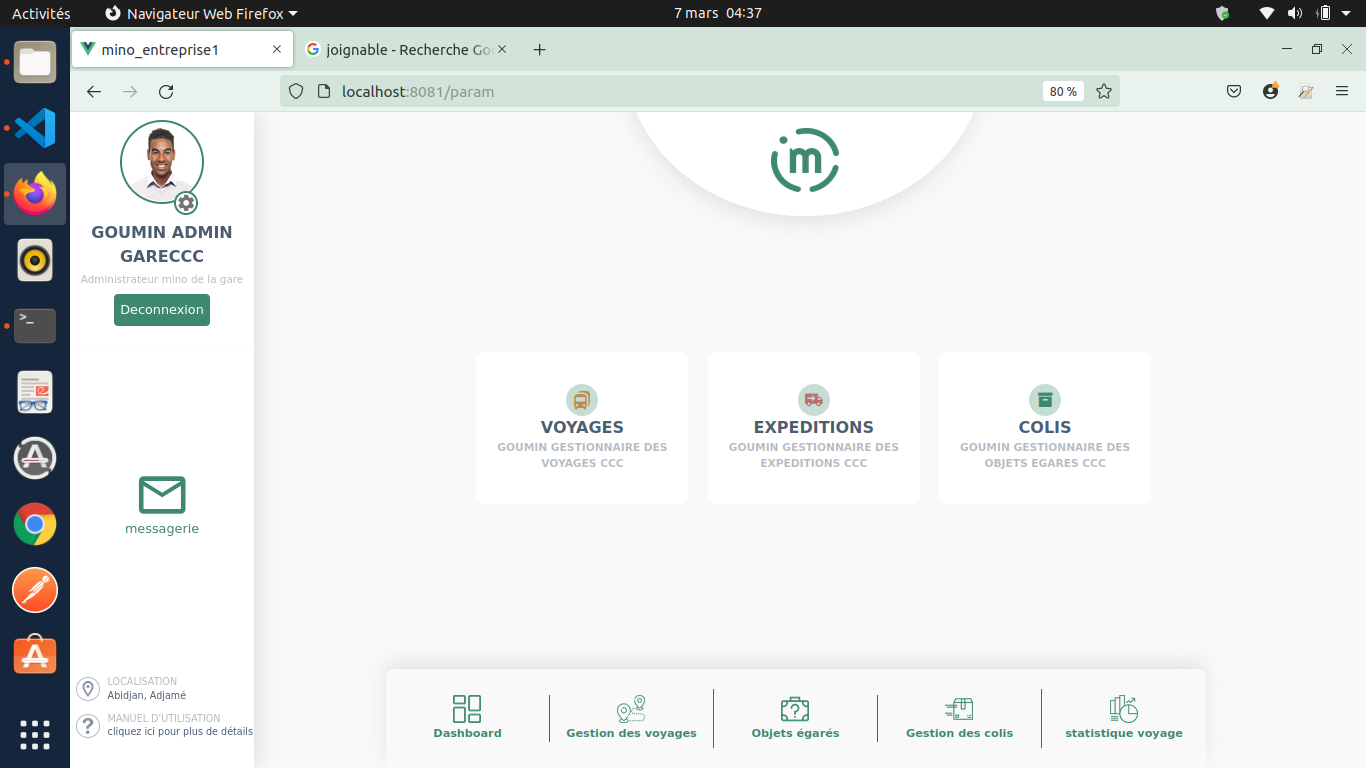 Activités
Navigateur Web Firefox
7 mars 04:37
mino_entreprise1
joignable - Recherche Goo
localhost:8081/param
80 %
im
GOUMIN ADMIN
GARECCC
Administrateur mino de la gare
Deconnexion
messagerie
LOCALISATION
Abidjan, Adjamé
MANUEL D'UTILISATION
cliquez ici pour plus de détails
VOYAGES
GOUMIN GESTIONNAIRE DES
VOYAGES CCC
EXPEDITIONS
GOUMIN GESTIONNAIRE DES
EXPEDITIONS CCC
COLIS
GOUMIN GESTIONNAIRE DES
OBJETS EGARES CCC
Dashboard
Gestion des voyages
Objets égarés
Gestion des colis
statistique voyage